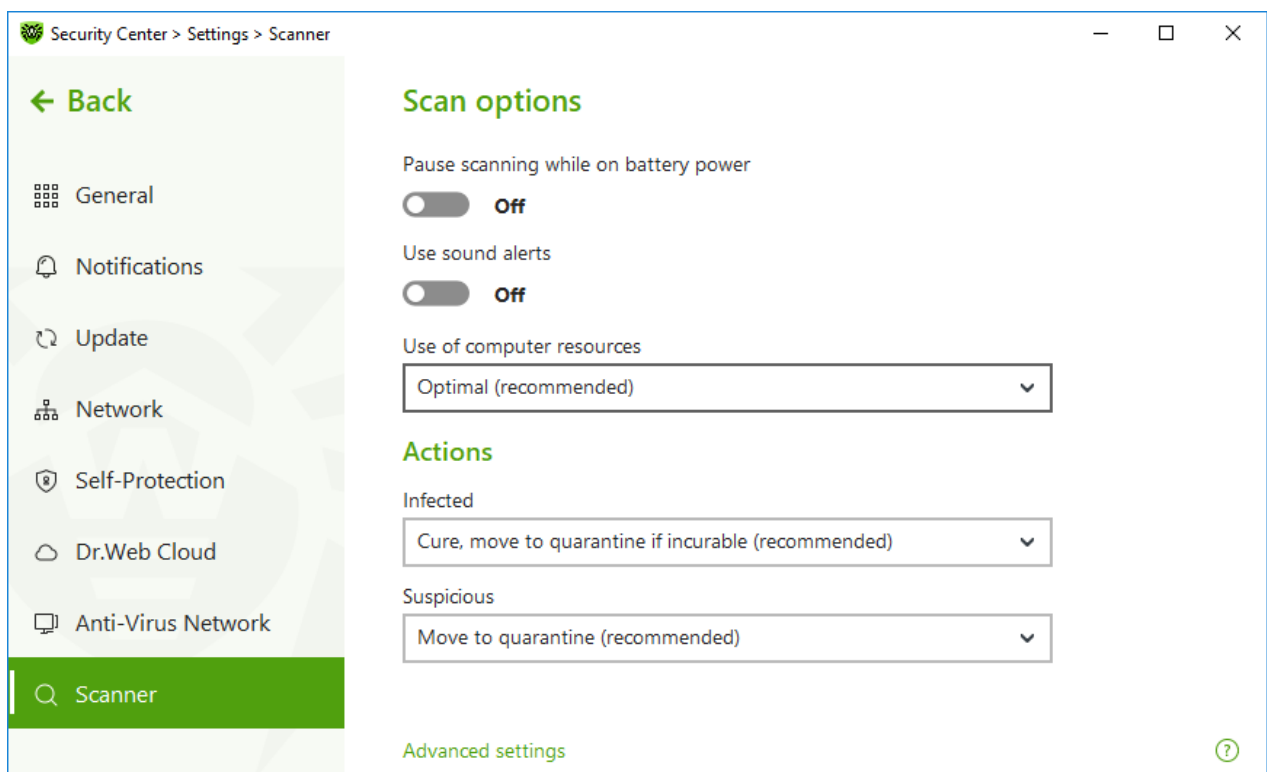 Security Center > Settings > Scanner
Back
General
Notifications
Update
Network
Self-Protection
Dr.Web Cloud
Anti-Virus Network
Scanner
Scan options
Pause scanning while on battery power
Off
Use sound alerts
Off
Use of computer resources
Optimal (recommended)
Actions
Infected
Cure, move to quarantine if incurable (recommended)
Suspicious
Move to quarantine (recommended)
Advanced settings
?